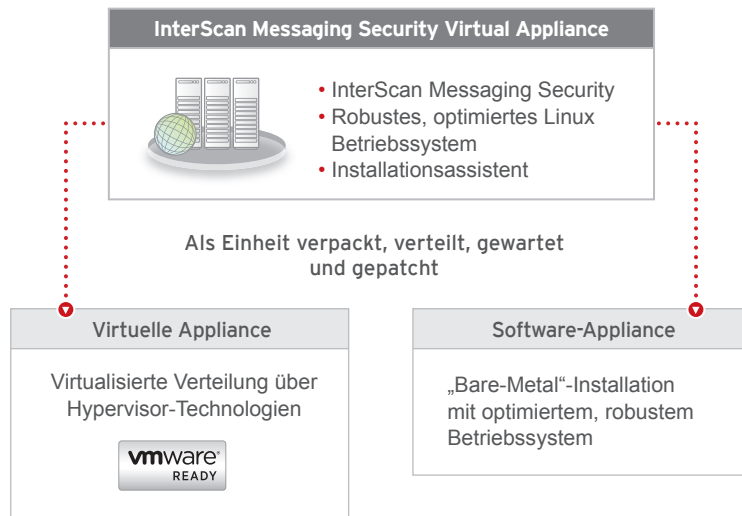 InterScan Messaging Security Virtual Appliance
• InterScan Messaging Security
• Robustes, optimiertes Linux
Betriebssystem
• Installationsassistent
Als Einheit verpackt, verteilt, gewartet
und gepatcht
Virtuelle Appliance
Virtualisierte Verteilung über
Hypervisor-Technologien
vmware®
READY
Software-Appliance
„Bare-Metal“-Installation
mit optimiertem, robustem
Betriebssystem